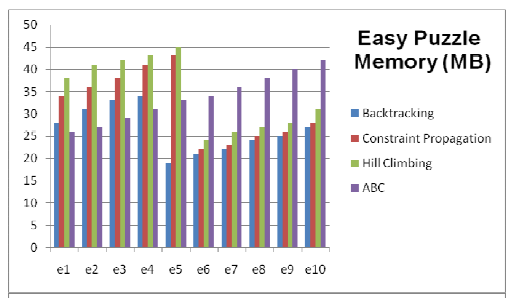 Easy Puzzle
Memory (MB)
50
45
40
35
30
25
20
15
10
5
0
e1 e2 e3 e4 e5 e6 e7 e8 e9 e10
Backtracking
Constraint Propagation
Hill Climbing
ABC